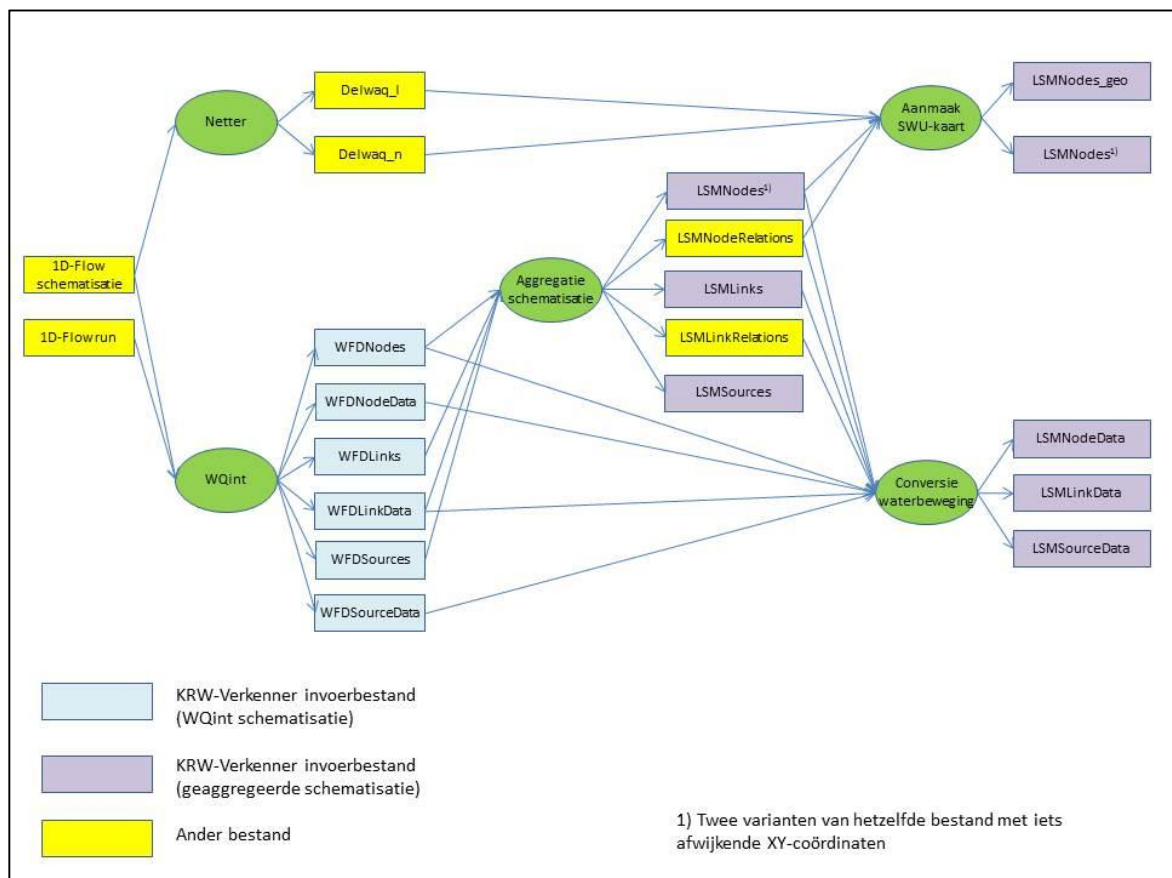 Netter
Delwaq_l
Delwaq_n
Aanmaak
SWU-kaart
LSMNodes_geo
LSMNodes1)
1D-Flow
schematisatie
1D-Flowrun
WQint
WFDNodes
WFDNodeData
WFDLinks
WFDLinkData
WFDSources
WFDSourceData
Aggregatie
schematisatie
LSMNodes1)
LSMNodeRelations
LSMLinks
LSMLinkRelations
LSMSources
Conversie
waterbeweging
LSMNodeData
LSMLinkData
LSMSourceData
KRW-Verkenner invoerbestand
(WQint schematisatie)
KRW-Verkenner invoerbestand
(geaggregeerde schematisatie)
Ander bestand
1) Twee varianten van hetzelfde bestand met iets
afwijkende XY-coördinaten